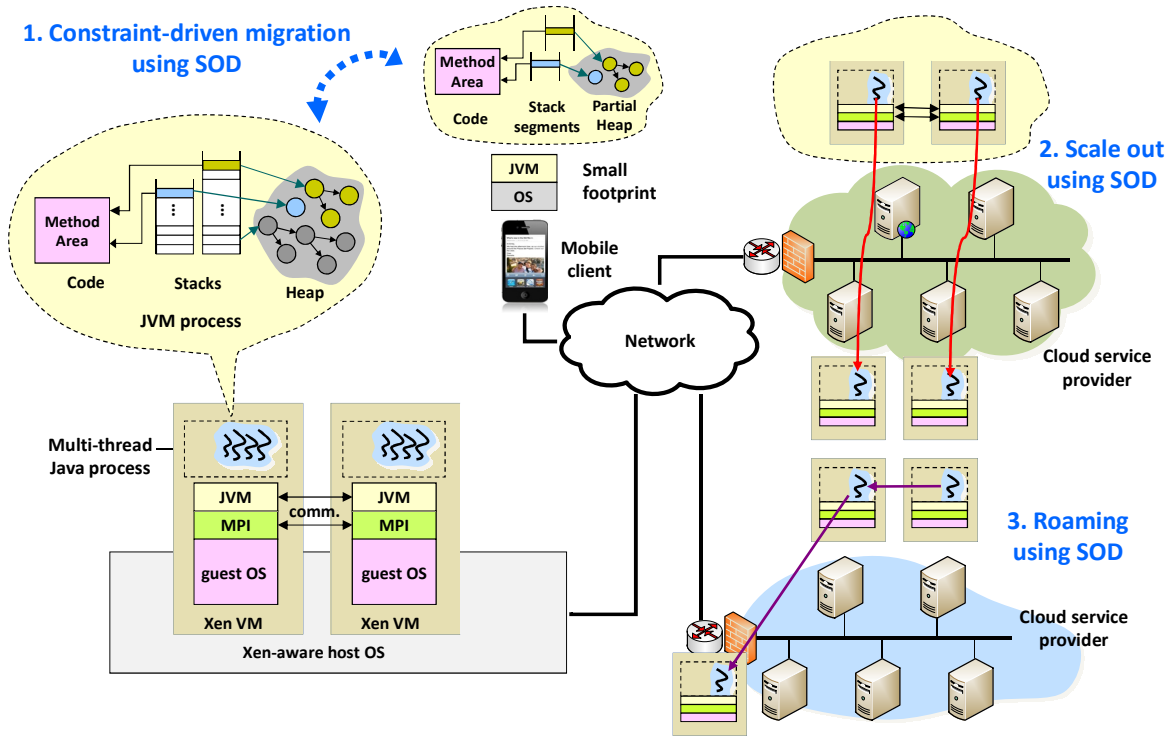 1. Constraint-driven migration
using SOD
Method
Area
Code
Stack
segments
Partial
Heap
JVM
OS
Small
footprint
Mobile
client
Method
Area
Code
Stacks
Heap
JVM process
2. Scale out
using SOD
Network
Cloud service
provider
Multi-thread
Java process
JVM
MPI
guest OS
Xen VM
comm.
JVM
MPI
guest OS
Xen VM
Xen-aware host OS
3. Roaming
using SOD
Cloud service
provider